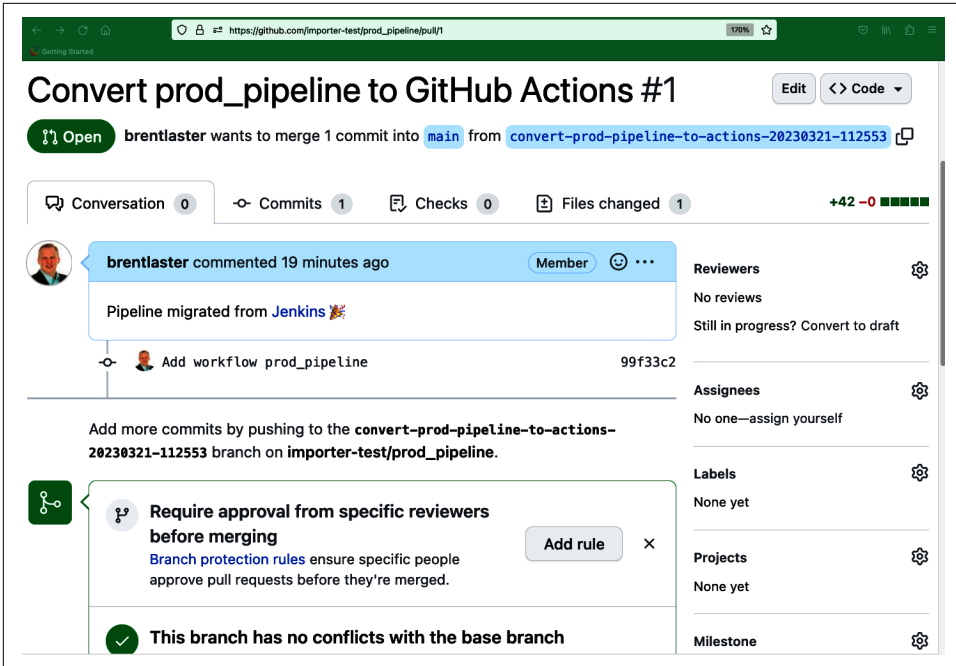 https://github.com/importer-test/prod_pipeline/pull/1
170%
Getting Started
Convert prod_pipeline to GitHub Actions #1
Edit
<> Code
Open
brentlaster wants to merge 1 commit into main from convert-prod-pipeline-to-actions-20230321-112553
Conversation 0
Commits 1
Checks 0
Files changed 1
+42 −0
brentlaster commented 19 minutes ago
Member
Pipeline migrated from Jenkins 🎉
Add workflow prod_pipeline
99f33c2
Add more commits by pushing to the convert-prod-pipeline-to-actions-
20230321-112553 branch on importer-test/prod_pipeline.
Require approval from specific reviewers
before merging
Branch protection rules ensure specific people
approve pull requests before they're merged.
Add rule
This branch has no conflicts with the base branch
Reviewers
No reviews
Still in progress? Convert to draft
Assignees
No one—assign yourself
Labels
None yet
Projects
None yet
Milestone